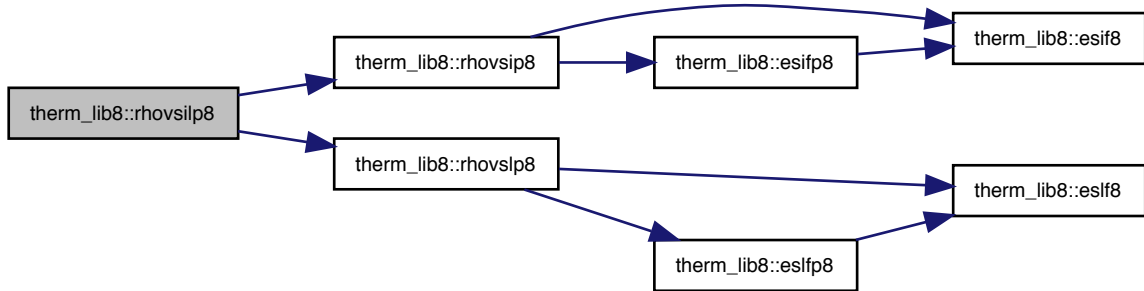 therm_lib8::rhovsilp8
therm_lib8::rhovsip8
therm_lib8::esifp8
therm_lib8::esif8
therm_lib8::rhovslp8
therm_lib8::eslf8
therm_lib8::eslfp8